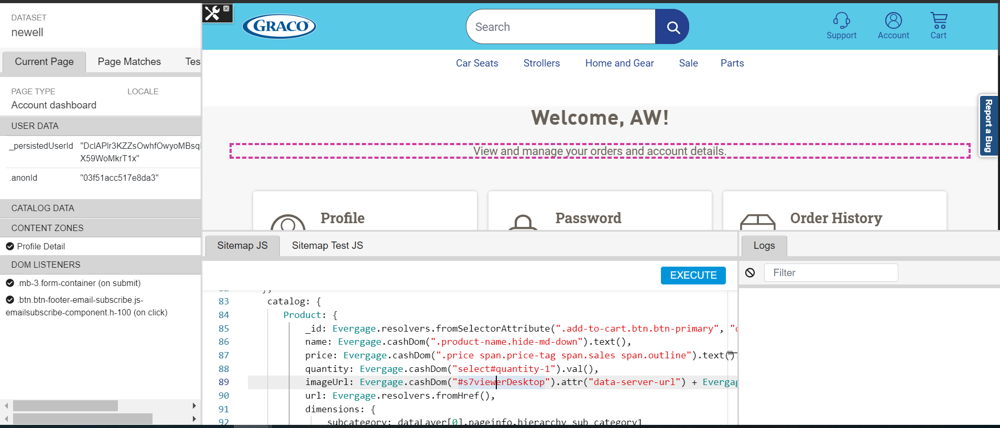 DATASET
newell
Current Page
Page Matches
Tes
PAGE TYPE
LOCALE
Account dashboard
USER DATA
_persistedUserId
"DclAPlr3KZZsOwhfOwyoMBsq
X59WoMkrT1x"
.anonId
"03f51acc517e8da3"
CATALOG DATA
CONTENT ZONES
Profile Detail
DOM LISTENERS
.mb-3.form-container (on submit)
.btn.btn-footer-email-subscribe.js-
emailsubscribe-component.h-100 (on click)
GRACO
Search
Support
Account
Cart
Car Seats
Strollers
Home and Gear
Sale
Parts
Welcome, AW!
View and manage your orders and account details.
Report a Bug
Profile
Password
Order History
Sitemap JS
Sitemap Test JS
EXECUTE
83 catalog: {
84 Product: {
85 _id: Evergage.resolvers.fromSelectorAttribute(".add-to-cart.btn.btn-primary",
86 name: Evergage.cashDom(".product-name.hide-md-down").text(),
87 price: Evergage.cashDom(".price span.price-tag span.sales span.outline").text()
88 quantity: Evergage.cashDom("select#quantity-1").val(),
89 imageUrl: Evergage.cashDom("#s7viewerDesktop").attr("data-server-url") + Evergag
90 url: Evergage.resolvers.fromHref(),
91 dimensions: {
92 subcategory: dataLayer[0].pageinfo.hierarchy.sub_category1
Logs
Filter